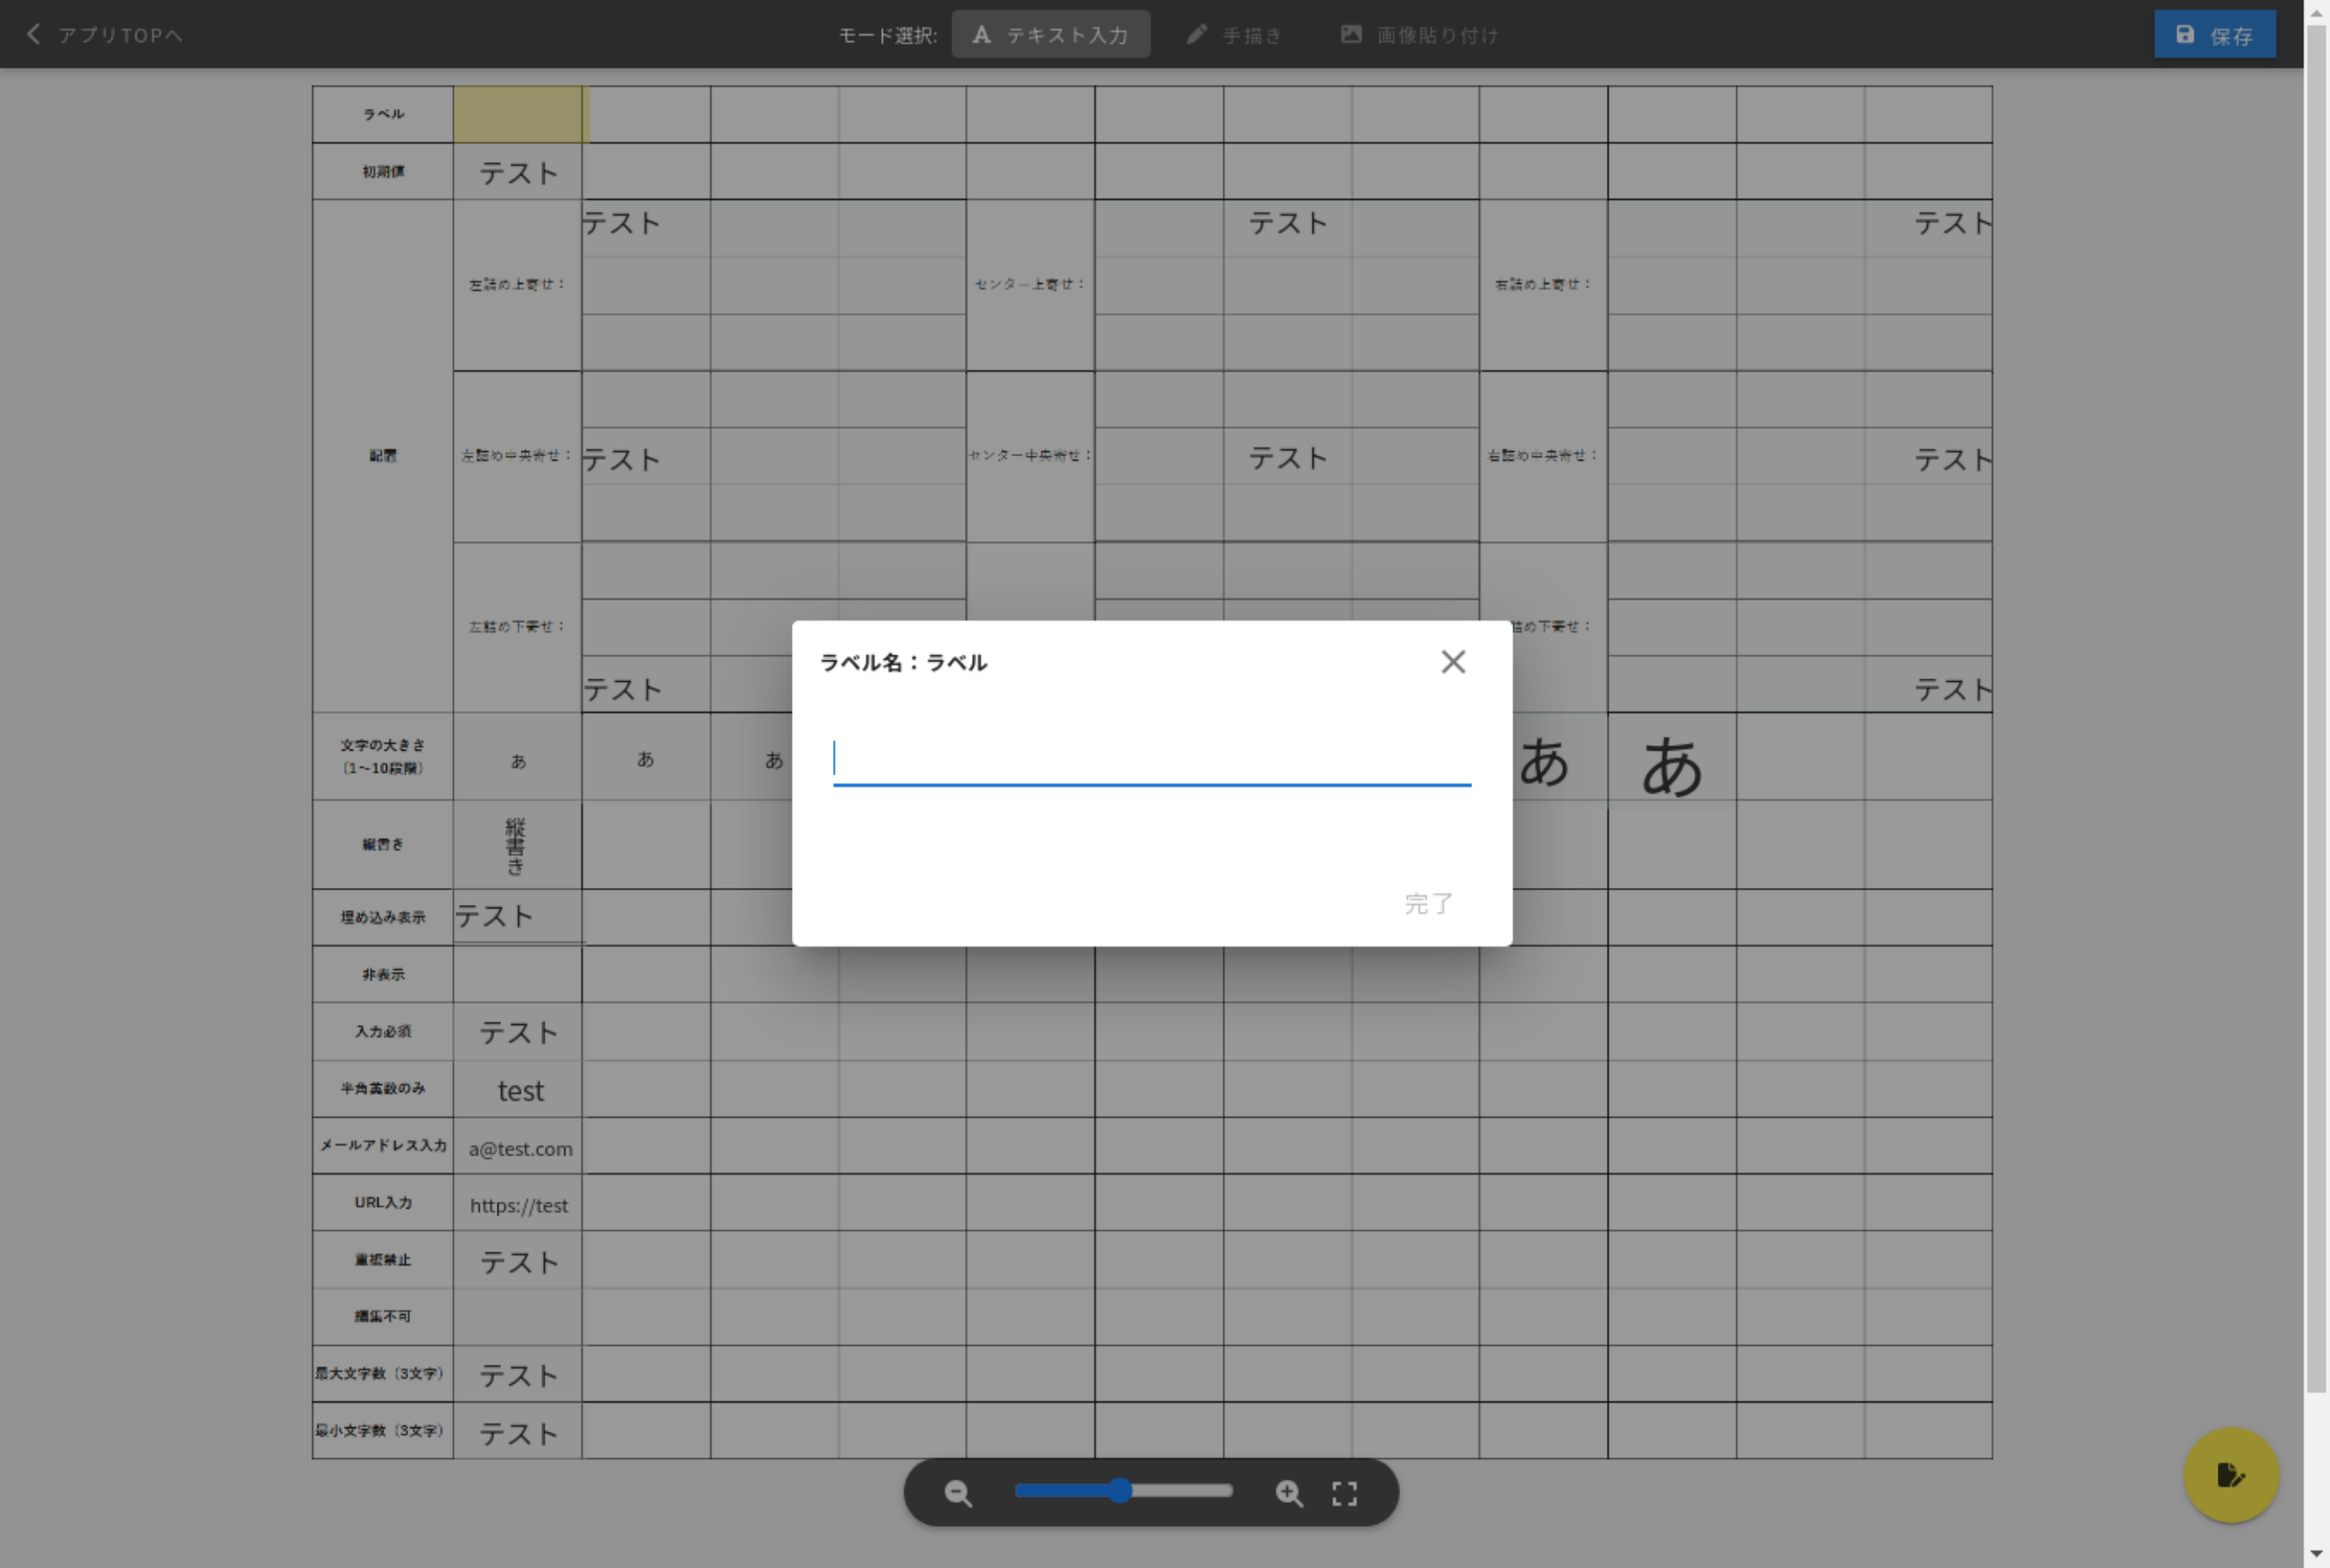 アプリTOPへ
モード選択: テキスト入力 手描き 画像貼り付け
保存
ラベル
初期値 テスト
配置
左詰め上寄せ: テスト センター上寄せ: テスト 右詰め上寄せ: テスト
左詰め中央寄せ: テスト センター中央寄せ: テスト 右詰め中央寄せ: テスト
左詰め下寄せ: テスト 詰め下寄せ: テスト
ラベル名:ラベル
完了
文字の大きさ
(1〜10段階)
あ あ あ あ あ
縦書き 縦書き
埋め込み表示 テスト
非表示
入力必須 テスト
半角英数のみ test
メールアドレス入力 a@test.com
URL入力 https://test
重複禁止 テスト
編集不可
最大文字数(3文字) テスト
最小文字数(3文字) テスト